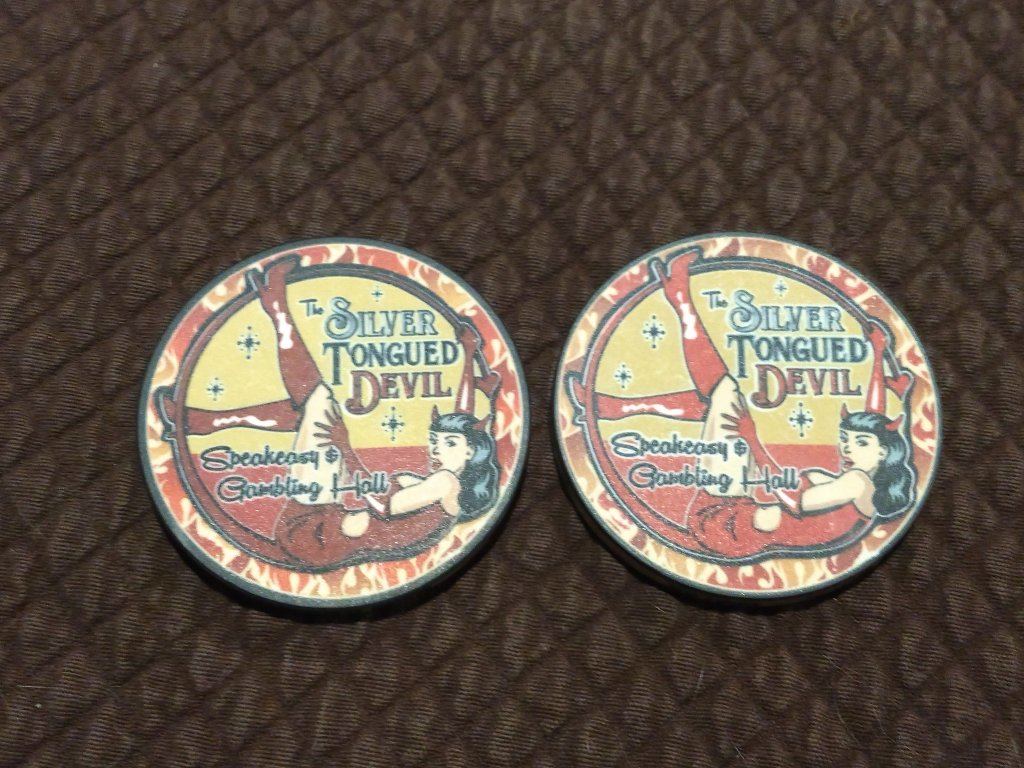 The SILVER
TONGUED
DEVIL
Speakeasy &
Gambling Hall
The SILVER
TONGUED
DEVIL
Speakeasy &
Gambling Hall